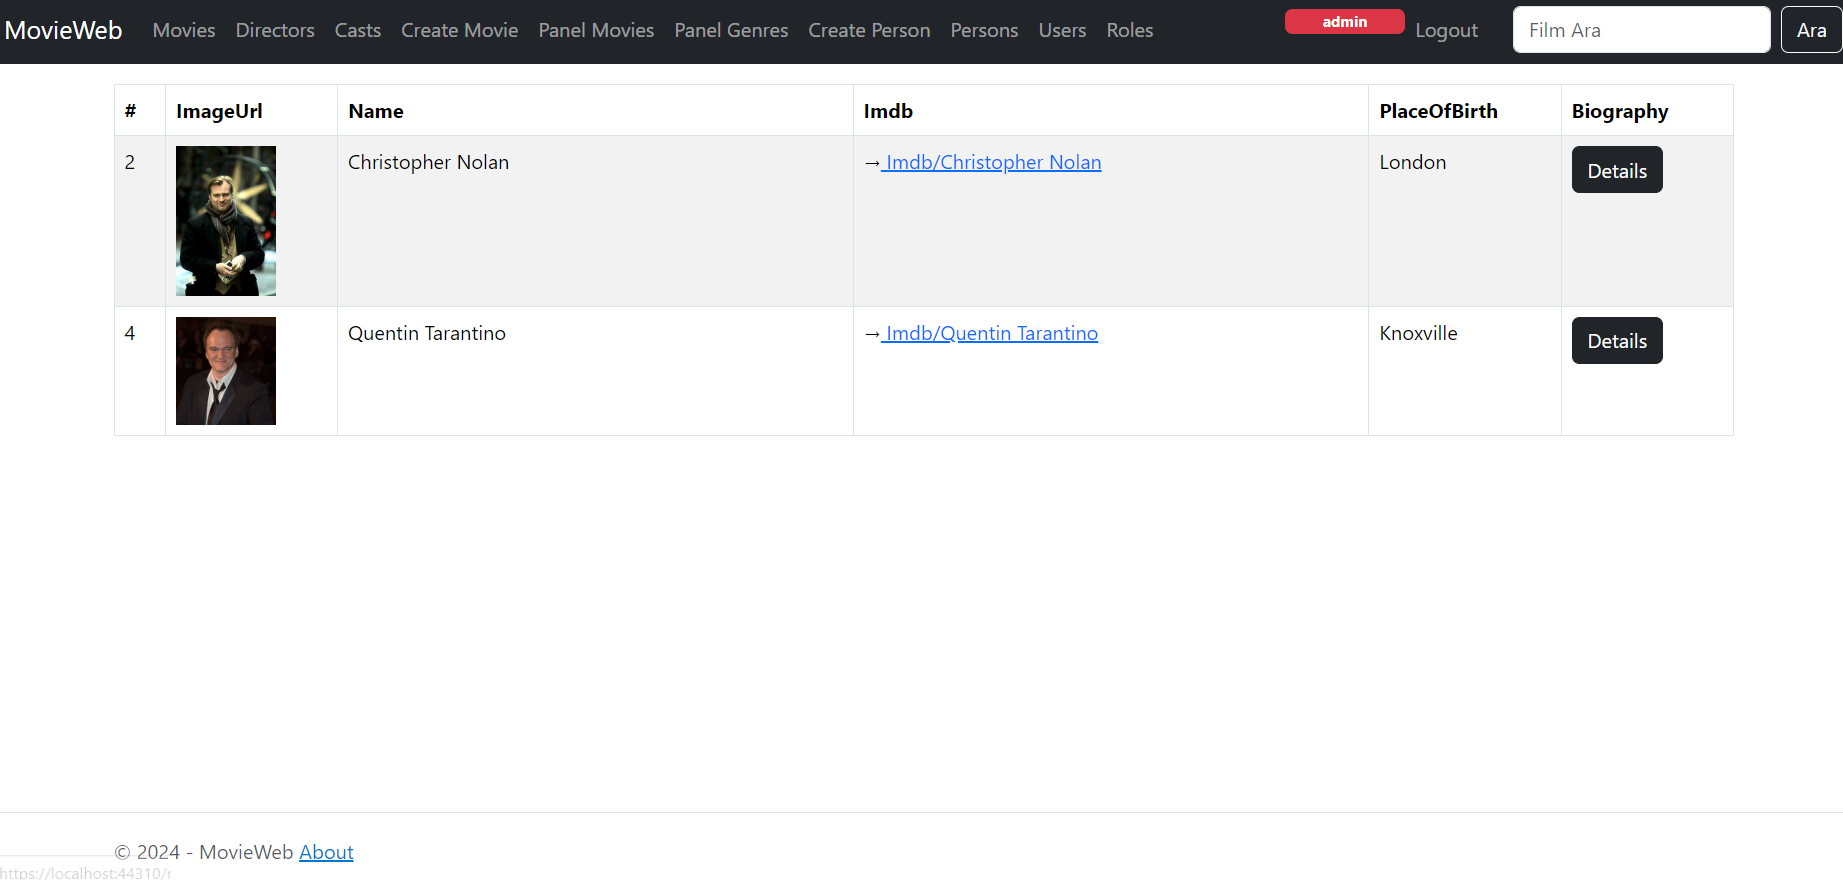 MovieWeb Movies Directors Casts Create Movie Panel Movies Panel Genres Create Person Persons Users Roles admin Logout Film Ara Ara
# ImageUrl Name Imdb PlaceOfBirth Biography
2 Christopher Nolan → Imdb/Christopher Nolan London Details
4 Quentin Tarantino → Imdb/Quentin Tarantino Knoxville Details
© 2024 - MovieWeb About
https://localhost:44310/r